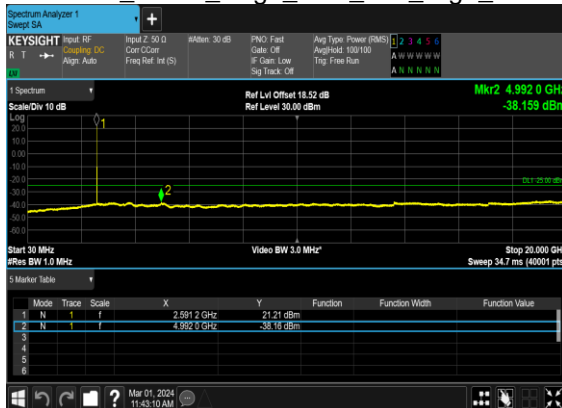 Spectrum Analyzer 1
Swept SA
+
KEYSIGHT Input: RF Input Z: 50 Ω #Atten: 30 dB PNO: Fast Avg Type: Power (RMS) 1 2 3 4 5 6
R T Coupling: DC Corr CCorr Gate: Off Avg|Hold: 100/100 A W W W W W
Align: Auto Freq Ref: Int (S) IF Gain: Low Trig: Free Run
LXI Sig Track: Off A N N N N N
1 Spectrum Ref Lvl Offset 18.52 dB Mkr2 4.992 0 GHz
Scale/Div 10 dB Ref Level 30.00 dBm -38.159 dBm
Log
20.0
10.0
0.00
-10.0
-20.0
-30.0
-40.0
-50.0
-60.0
1
2
DL1 -25.00 dBm
Start 30 MHz Video BW 3.0 MHz* Stop 20.000 GHz
#Res BW 1.0 MHz Sweep 34.7 ms (40001 pts)
5 Marker Table
Mode Trace Scale X Y Function Function Width Function Value
1 N 1 f 2.591 2 GHz 21.21 dBm
2 N 1 f 4.992 0 GHz -38.16 dBm
3
4
5
6
? Mar 01, 2024
11:43:10 AM